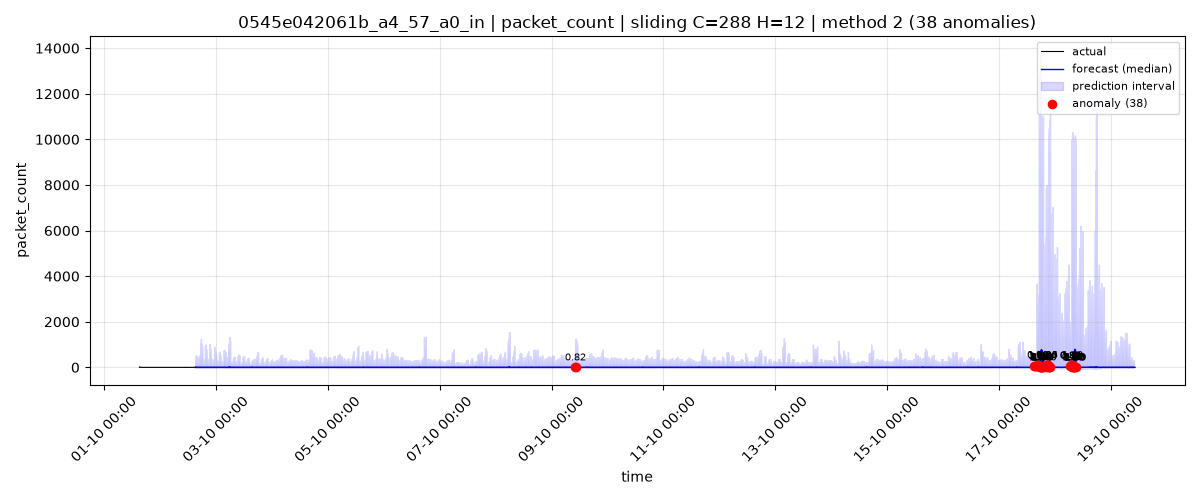 0545e042061b_a4_57_a0_in | packet_count | sliding C=288 H=12 | method 2 (38 anomalies)
actual
forecast (median)
prediction interval
anomaly (38)
packet_count
14000
12000
10000
8000
6000
4000
2000
0
0.82
01-10 00:00
03-10 00:00
05-10 00:00
07-10 00:00
09-10 00:00
11-10 00:00
13-10 00:00
15-10 00:00
17-10 00:00
19-10 00:00
time